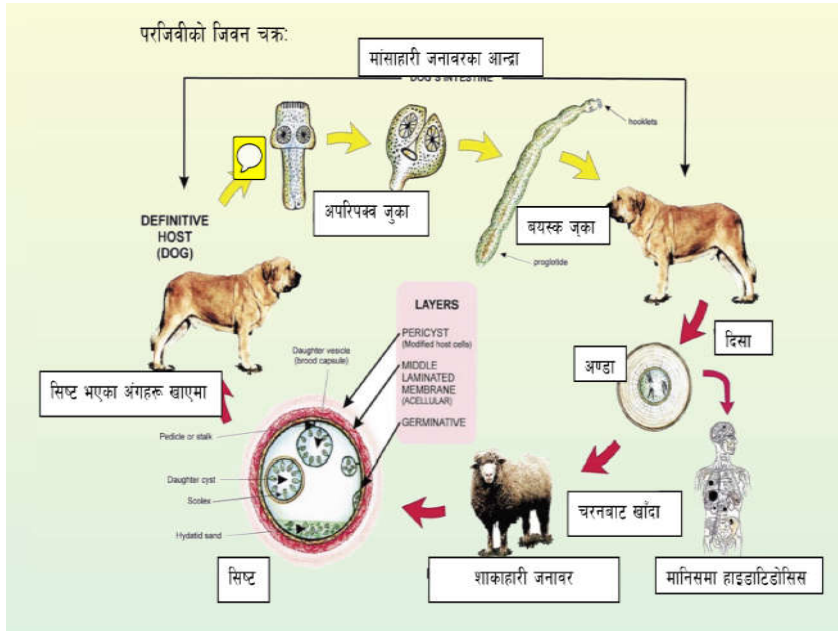 परजिवीको जिवन चक्र:
मांसाहारी जनावरका आन्द्रा
DOG'S INTESTINE
hooklets
अपरिपक्व जुका
बयस्क जुका
proglotide
DEFINITIVE
HOST
(DOG)
सिष्ट भएका अंगहरू खाएमा
LAYERS
PERICYST
(Modified host cells)
MIDDLE
LAMINATED
MEMBRANE
(ACELLULAR)
GERMINATIVE
Daughter vesicle
(brood capsule)
Pedicle or stalk
Daughter cyst
Scolex
Hydatid sand
सिष्ट
दिसा
अण्डा
चरनबाट खाँदा
शाकाहारी जनावर
मानिसमा हाइडाटिडोसिस